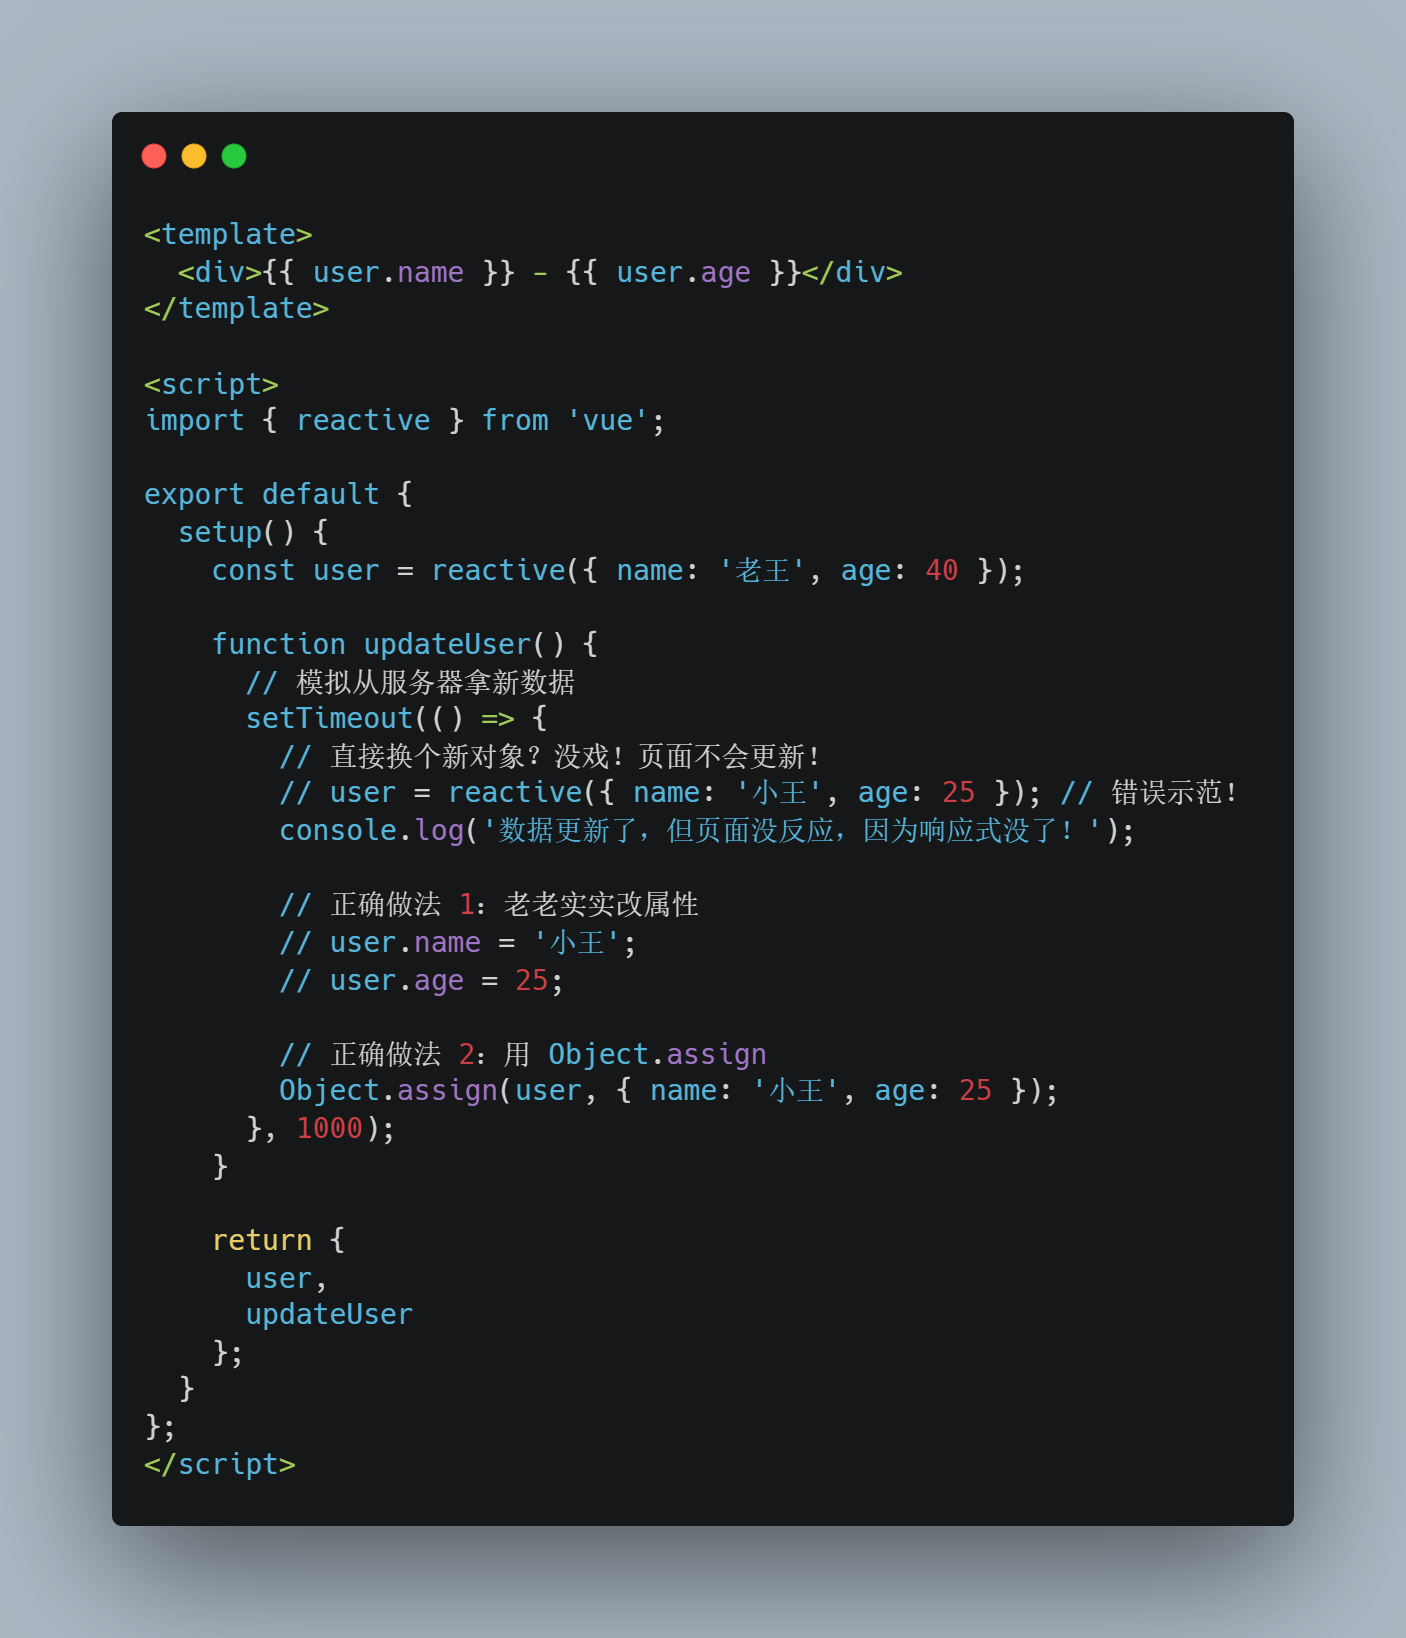 <template>
  <div>{{ user.name }} - {{ user.age }}</div>
</template>

<script>
import { reactive } from 'vue';

export default {
  setup() {
    const user = reactive({ name: '老王', age: 40 });

    function updateUser() {
      // 模拟从服务器拿新数据
      setTimeout(() => {
        // 直接换个新对象？没戏！页面不会更新！
        // user = reactive({ name: '小王', age: 25 }); // 错误示范！
        console.log('数据更新了，但页面没反应，因为响应式没了！');

        // 正确做法 1：老老实实改属性
        // user.name = '小王';
        // user.age = 25;

        // 正确做法 2：用 Object.assign
        Object.assign(user, { name: '小王', age: 25 });
      }, 1000);
    }

    return {
      user,
      updateUser
    };
  }
};
</script>